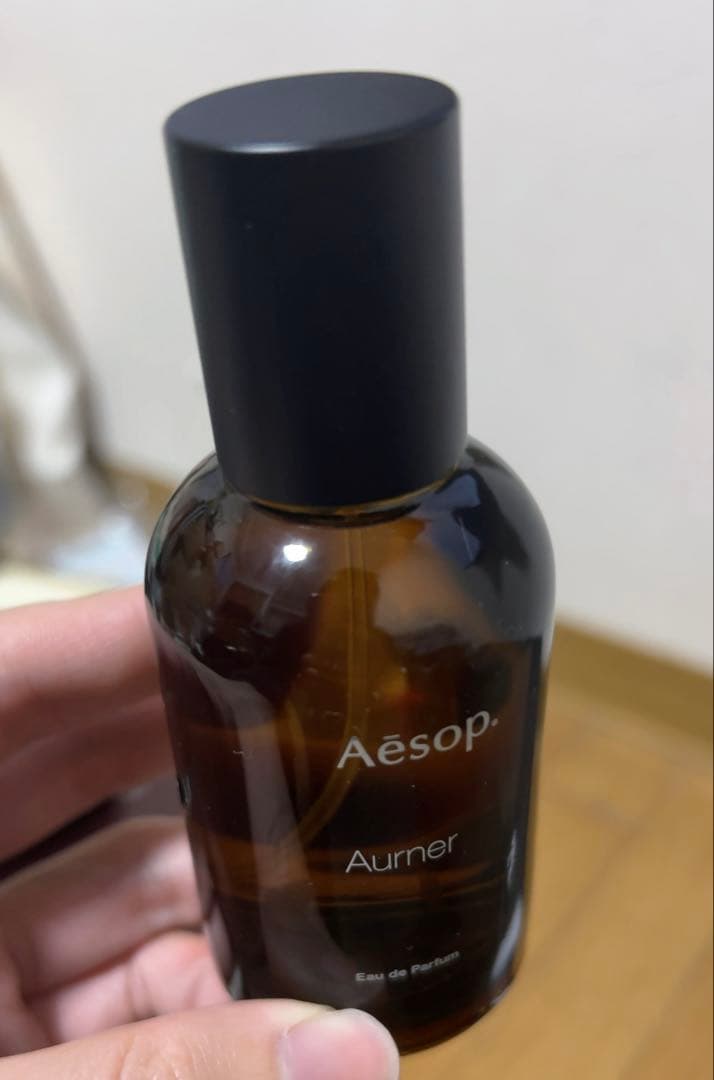 Aēsop.
Aurner
Eau de Parfum